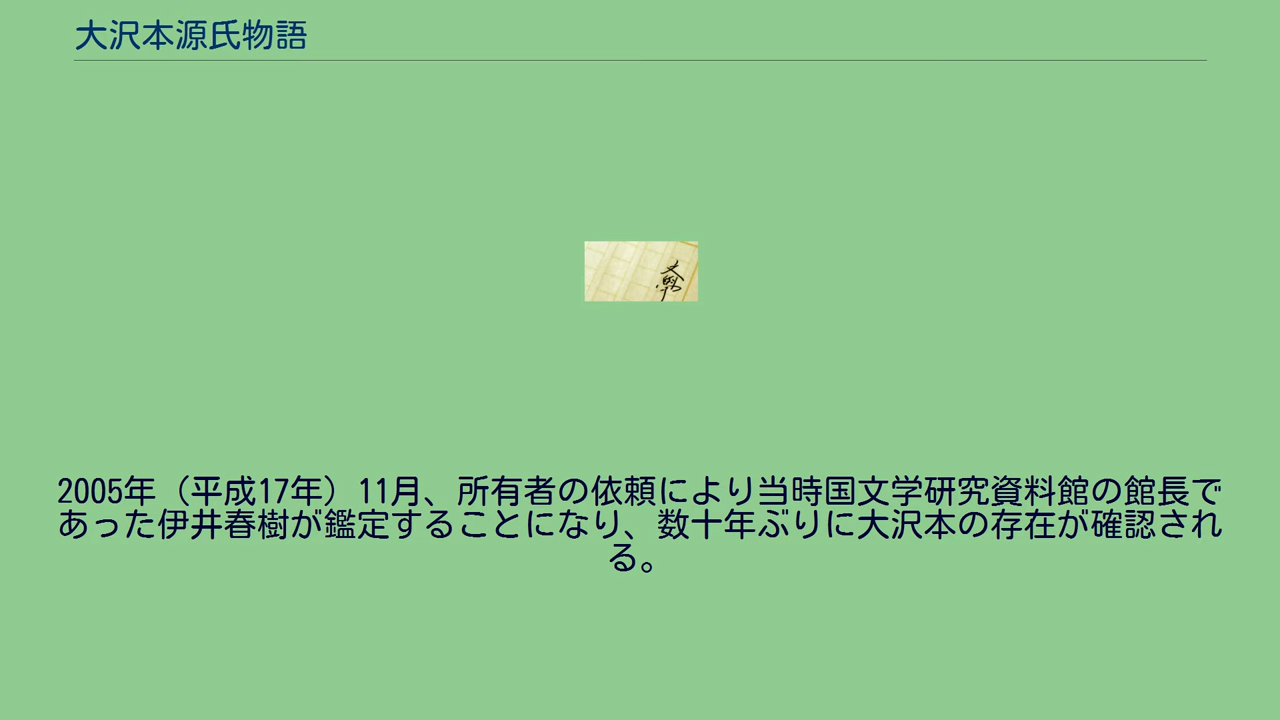 大沢本源氏物語
2005年（平成17年）11月、所有者の依頼により当時国文学研究資料館の館長で
あった伊井春樹が鑑定することになり、数十年ぶりに大沢本の存在が確認され
る。